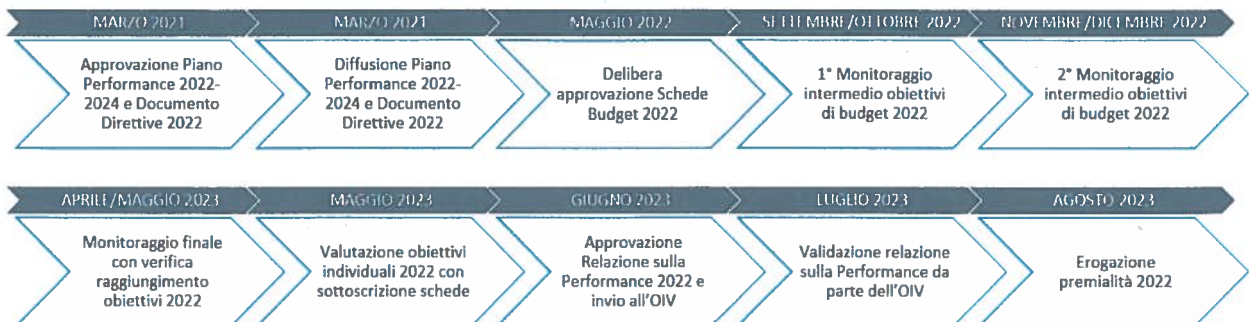 MARZO 2021
MARZO 2021
MAGGIO 2022
SETTEMBRE/OTTOBRE 2022
NOVEMBRE/DICEMBRE 2022
Approvazione Piano
Performance 2022-
2024 e Documento
Direttive 2022
Diffusione Piano
Performance 2022-
2024 e Documento
Direttive 2022
Delibera
approvazione Schede
Budget 2022
1° Monitoraggio
intermedio obiettivi
di budget 2022
2° Monitoraggio
intermedio obiettivi
di budget 2022
APRILE/MAGGIO 2023
MAGGIO 2023
GIUGNO 2023
LUGLIO 2023
AGOSTO 2023
Monitoraggio finale
con verifica
raggiungimento
obiettivi 2022
Valutazione obiettivi
individuali 2022 con
sottoscrizione schede
Approvazione
Relazione sulla
Performance 2022 e
invio all'OIV
Validazione relazione
sulla Performance da
parte dell'OIV
Erogazione
premialità 2022